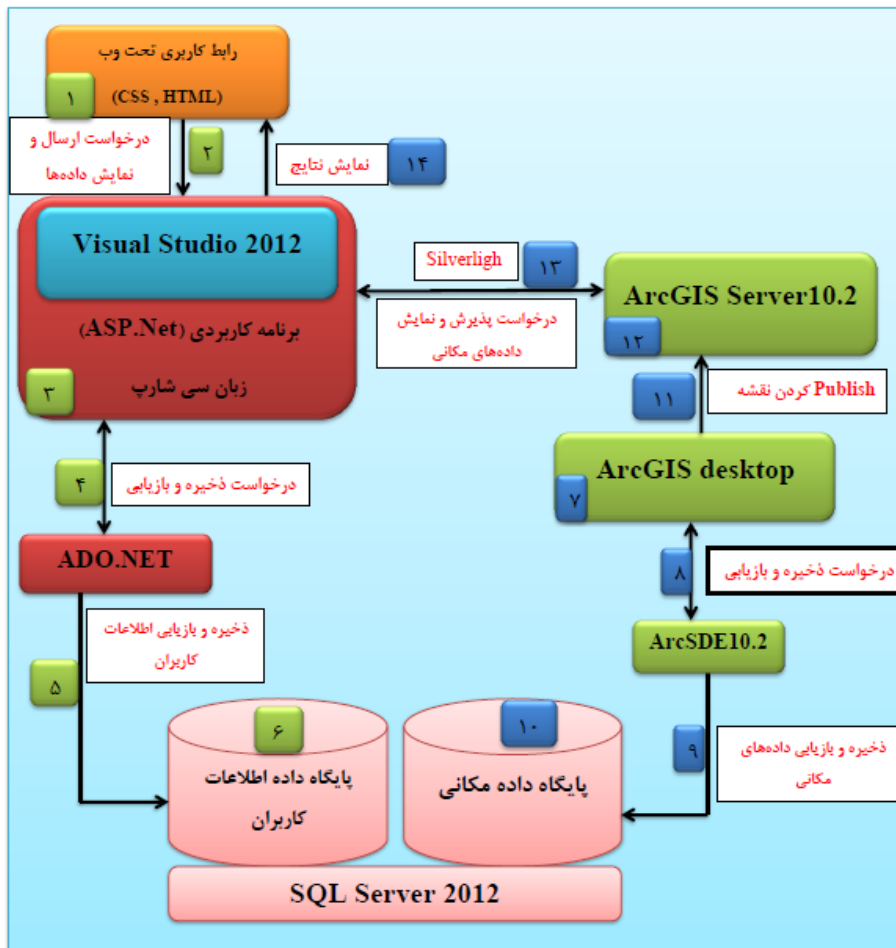 رابط کاربری تحت وب
(CSS , HTML)
۱
درخواست ارسال و
نمایش داده‌ها
۲
نمایش نتایج
۱۴
Visual Studio 2012
برنامه کاربردی (ASP.Net)
زبان سی شارپ
۳
Silverligh
۱۳
درخواست پذیرش و نمایش
داده‌های مکانی
ArcGIS Server10.2
۱۲
۱۱
Publish کردن نقشه
۴
درخواست ذخیره و بازیابی
ArcGIS desktop
۷
ADO.NET
۸
درخواست ذخیره و بازیابی
ذخیره و بازیابی اطلاعات
کاربران
۵
ArcSDE10.2
۶
پایگاه داده اطلاعات
کاربران
۱۰
پایگاه داده مکانی
۹
ذخیره و بازیابی داده‌های
مکانی
SQL Server 2012